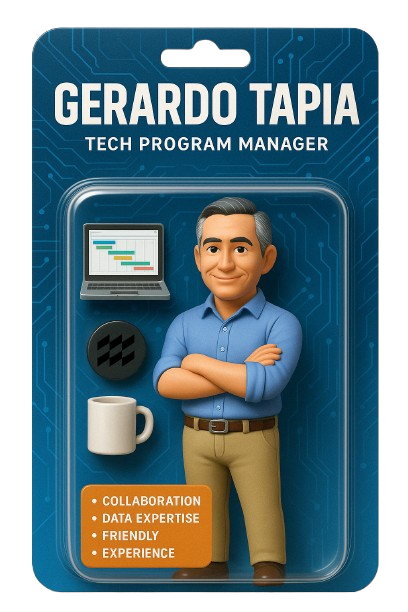 GERARDO TAPIA
TECH PROGRAM MANAGER
• COLLABORATION
• DATA EXPERTISE
• FRIENDLY
• EXPERIENCE